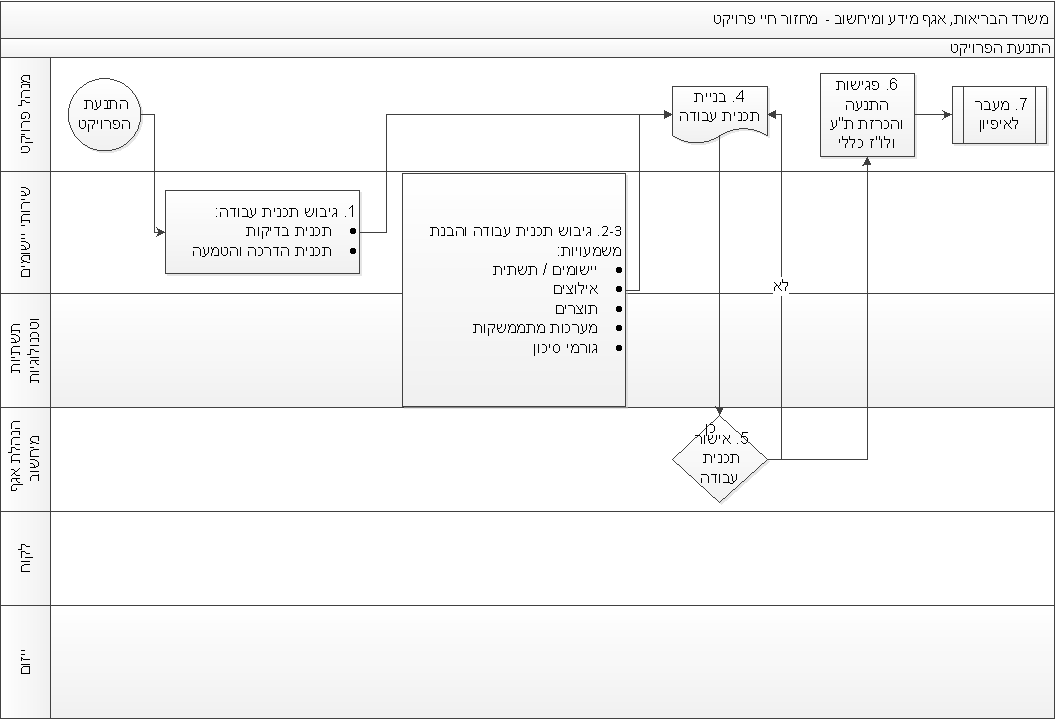 משרד הבריאות, אגף מידע ומיחשוב - מחזור חיי פרויקט
התנעת הפרויקט
מנהל פרויקט
התנעת
הפרויקט
4. בניית
תכנית עבודה
6. פגישות
התנעה
והכרזת ת"ע
ולו"ז כללי
7. מעבר
לאיפיון
שירותי יישומים
1. גיבוש תכנית עבודה:
• תכנית בדיקות
• תכנית הדרכה והטמעה
2-3. גיבוש תכנית עבודה והבנת
משמעויות:
• יישומים / תשתית
• אילוצים
• תוצרים
• מערכות מתממשקות
• גורמי סיכון
לא
תשתיות
וטכנולוגיות
הנהלת אגף
מיחשוב
כן
5. אישור
תכנית
עבודה
לקוח
ייזום